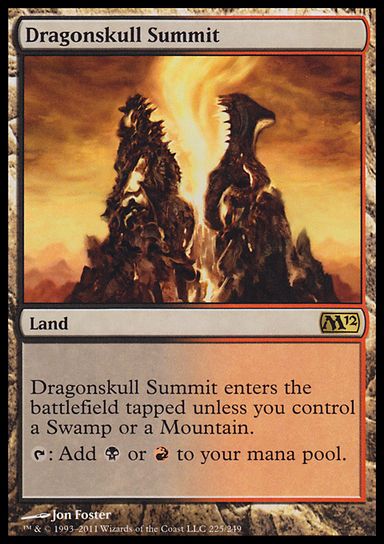 Dragonskull Summit
Land
M12
Dragonskull Summit enters the
battlefield tapped unless you control
a Swamp or a Mountain.
: Add or to your mana pool.
Jon Foster
™ & © 1993–2011 Wizards of the Coast LLC 225/249